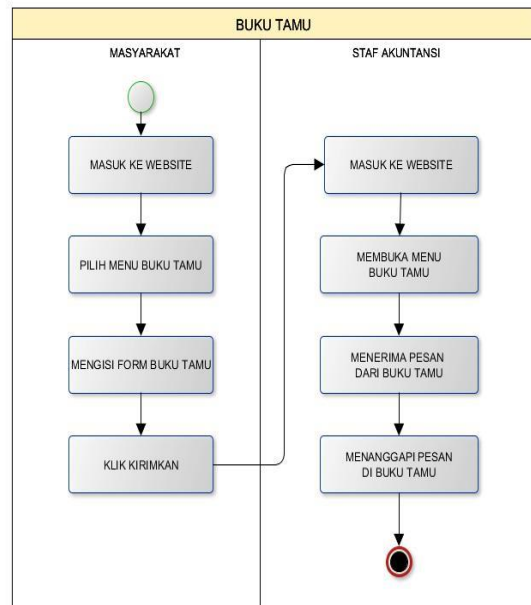 BUKU TAMU
MASYARAKAT
STAF AKUNTANSI
MASUK KE WEBSITE
PILIH MENU BUKU TAMU
MENGISI FORM BUKU TAMU
KLIK KIRIMKAN
MASUK KE WEBSITE
MEMBUKA MENU
BUKU TAMU
MENERIMA PESAN
DARI BUKU TAMU
MENANGGAPI PESAN
DI BUKU TAMU